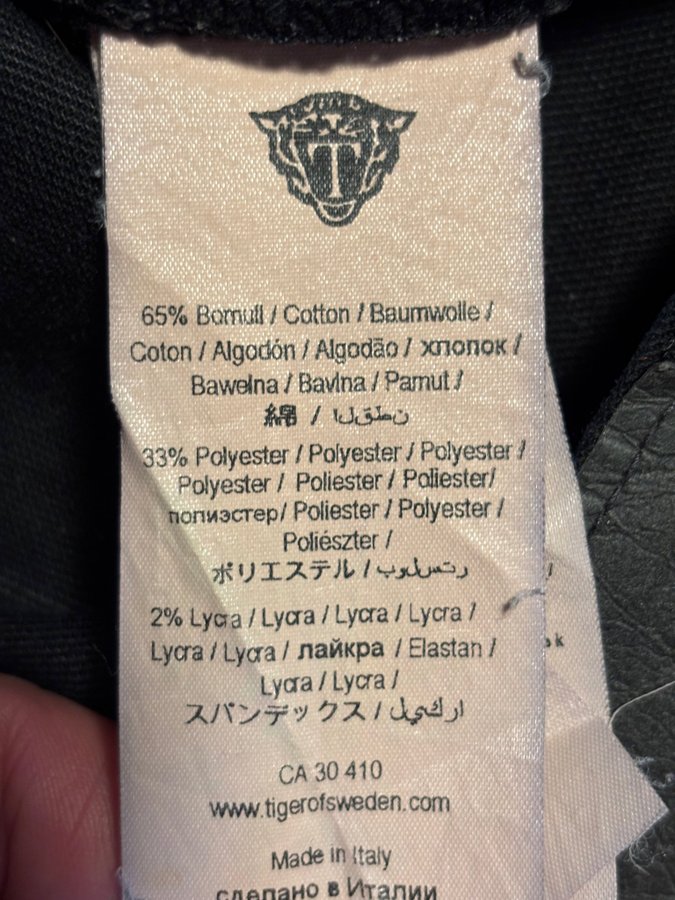 T
65% Bomull / Cotton / Baumwolle /
Coton / Algodón / Algodão / хлопок /
Bawełna / Bavlna / Pamut /
綿 / القطن
33% Polyester / Polyester / Polyester /
Polyester / Poliester / Poliester/
полиэстер/ Poliester / Polyester /
Poliészter /
ポリエステル / بوليستر
2% Lycra / Lycra / Lycra / Lycra /
Lycra / Lycra / лайкра / Elastan /
Lycra / Lycra /
スパンデックス / ليكرا
CA 30 410
www.tigerofsweden.com
Made in Italy
сделано в Италии